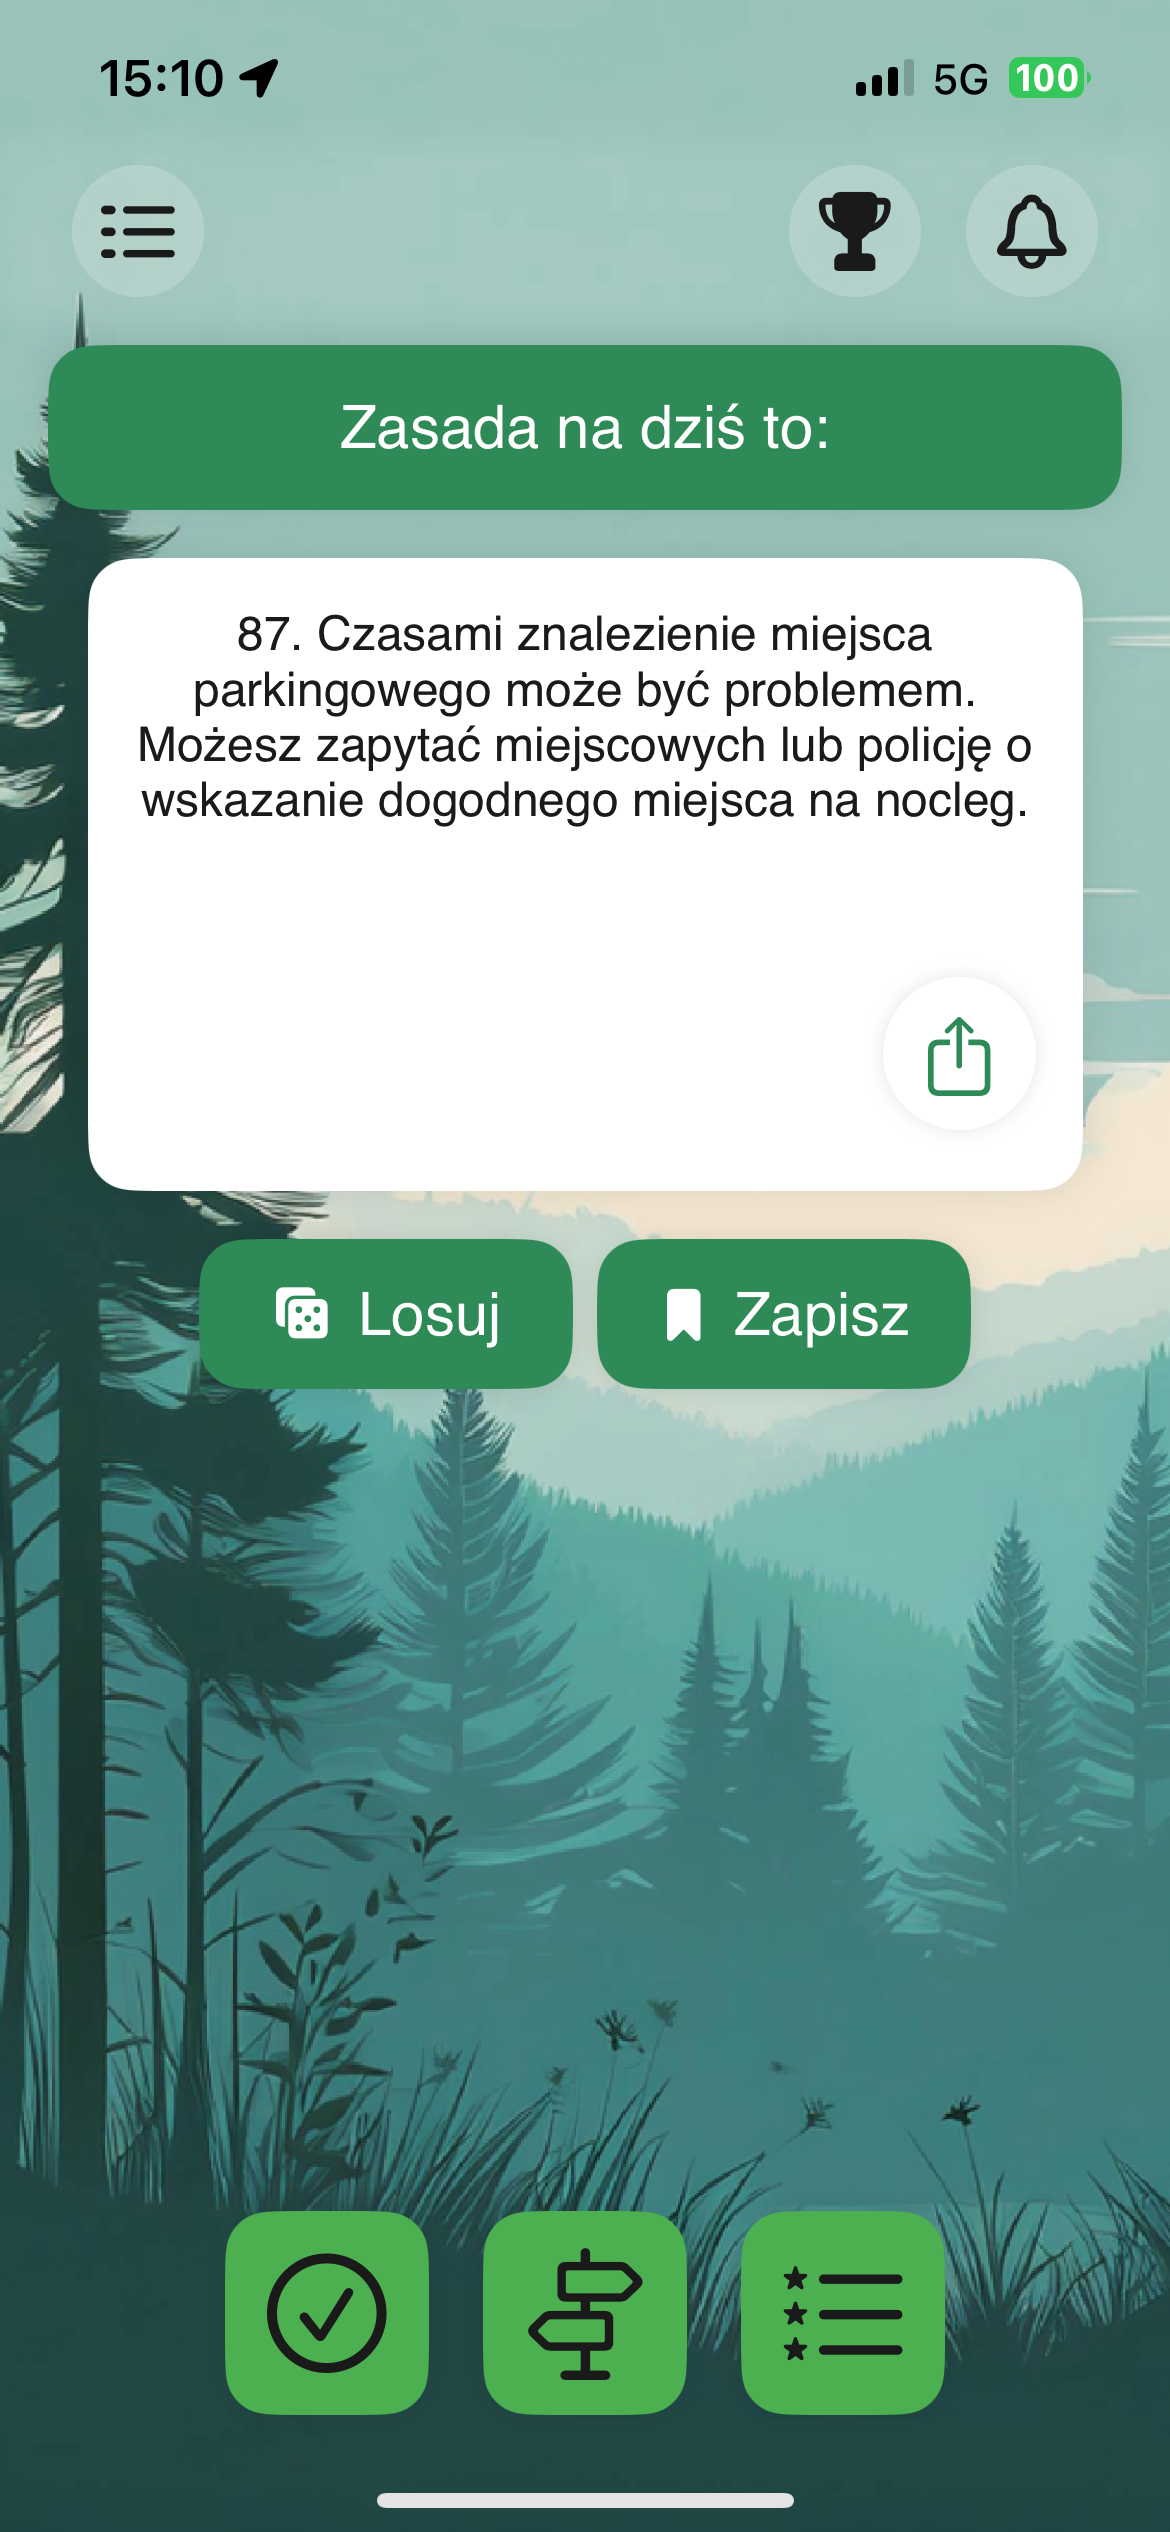 15:10
5G
100
Zasada na dziś to:
87. Czasami znalezienie miejsca
parkingowego może być problemem.
Możesz zapytać miejscowych lub policję o
wskazanie dogodnego miejsca na nocleg.
Losuj
Zapisz